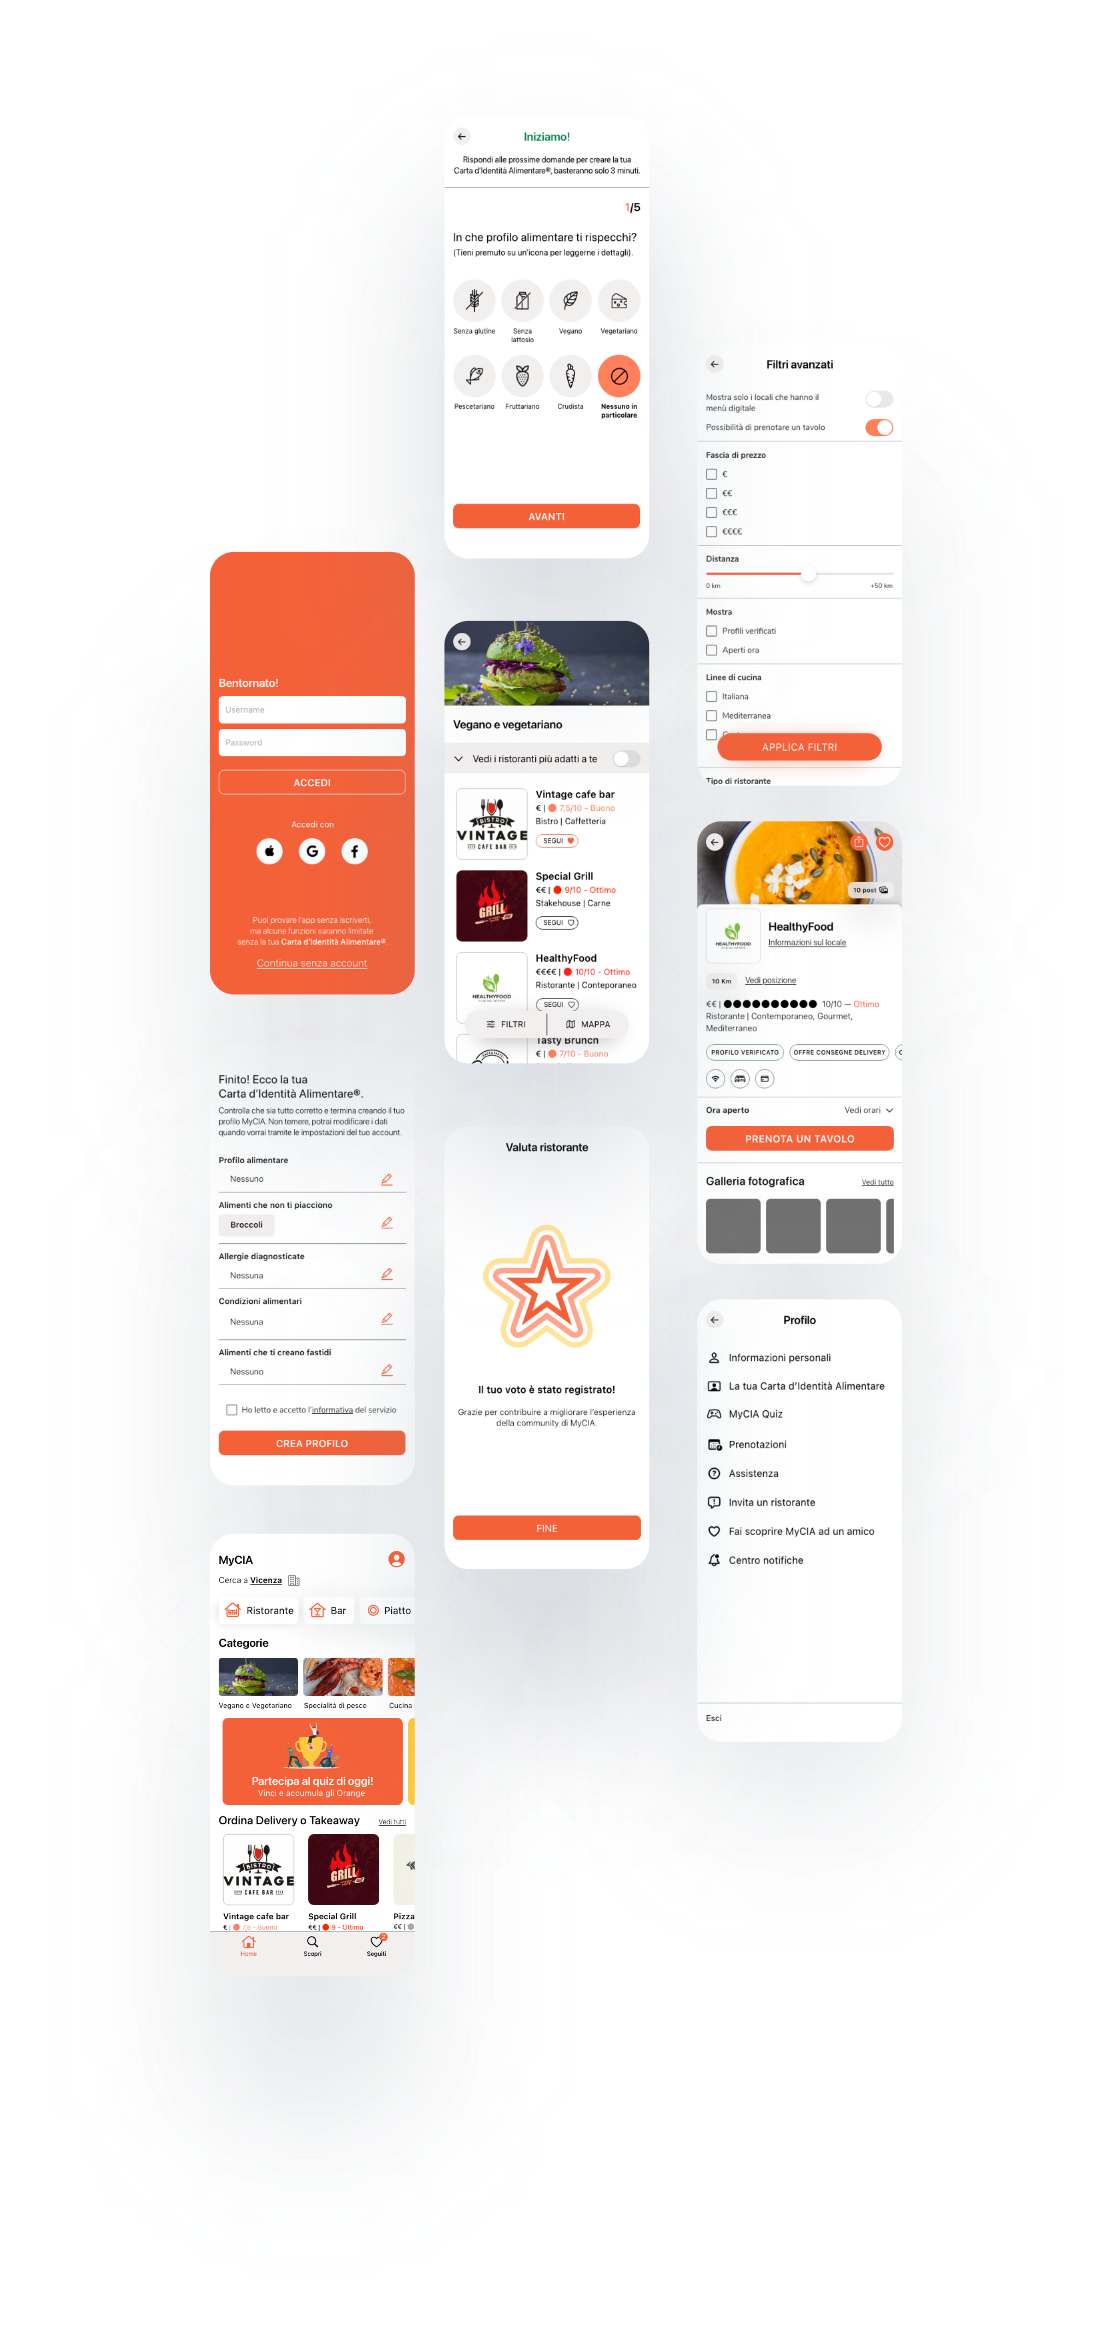 Iniziamo!
Rispondi alle prossime domande per creare la tua
Carta d'Identità Alimentare®, basteranno solo 3 minuti.
1/5
In che profilo alimentare ti rispecchi?
(Tieni premuto su un'icona per leggerne i dettagli).
Senza glutine
Senza
lattosio
Vegano
Vegetariano
Pescetariano
Fruttariano
Crudista
Nessuno in
particolare
AVANTI
Filtri avanzati
Mostra solo i locali che hanno il
menù digitale
Possibilità di prenotare un tavolo
Fascia di prezzo
€
€€
€€€
€€€€
Distanza
0 km
+50 km
Mostra
Profili verificati
Aperti ora
Linee di cucina
Italiana
Mediterranea
APPLICA FILTRI
Tipo di ristorante
Bentornato!
Username
Password
ACCEDI
Accedi con
Puoi provare l'app senza iscriverti,
ma alcune funzioni saranno limitate
senza la tua Carta d'Identità Alimentare®.
Continua senza account
Vegano e vegetariano
Vedi i ristoranti più adatti a te
BISTRO
VINTAGE
CAFE BAR
Vintage cafe bar
€ | 7,5/10 - Buono
Bistro | Caffetteria
SEGUI
GRILL
Special Grill
€€ | 9/10 - Ottimo
Stakehouse | Carne
SEGUI
HEALTHYFOOD
HealthyFood
€€€€ | 10/10 - Ottimo
Ristorante | Conteporaneo
SEGUI
FILTRI
MAPPA
Tasty Brunch
€ | 7/10 - Buono
10 post
HEALTHYFOOD
HealthyFood
Informazioni sul locale
10 Km
Vedi posizione
€€ | 10/10 — Ottimo
Ristorante | Contemporaneo, Gourmet,
Mediterraneo
PROFILO VERIFICATO
OFFRE CONSEGNE DELIVERY
Ora aperto
Vedi orari
PRENOTA UN TAVOLO
Galleria fotografica
Vedi tutto
Finito! Ecco la tua
Carta d'Identità Alimentare®.
Controlla che sia tutto corretto e termina creando il tuo
profilo MyCIA. Non temere, potrai modificare i dati
quando vorrai tramite le impostazioni del tuo account.
Profilo alimentare
Nessuno
Alimenti che non ti piacciono
Broccoli
Allergie diagnosticate
Nessuna
Condizioni alimentari
Nessuna
Alimenti che ti creano fastidi
Nessuno
Ho letto e accetto l'informativa del servizio
CREA PROFILO
Valuta ristorante
Il tuo voto è stato registrato!
Grazie per contribuire a migliorare l'esperienza
della community di MyCIA.
FINE
Profilo
Informazioni personali
La tua Carta d'Identità Alimentare
MyCIA Quiz
Prenotazioni
Assistenza
Invita un ristorante
Fai scoprire MyCIA ad un amico
Centro notifiche
Esci
MyCIA
Cerca a Vicenza
Ristorante
Bar
Piatto
Categorie
Vegano e Vegetariano
Specialità di pesce
Cucina
Partecipa al quiz di oggi!
Vinci e accumula gli Orange
Ordina Delivery o Takeaway
Vedi tutti
BISTRO
VINTAGE
CAFE BAR
GRILL
Vintage cafe bar
€ | 7,5 - Buono
Special Grill
€€ | 9 - Ottimo
Pizza
€€ |
Home
Scopri
2
Seguiti